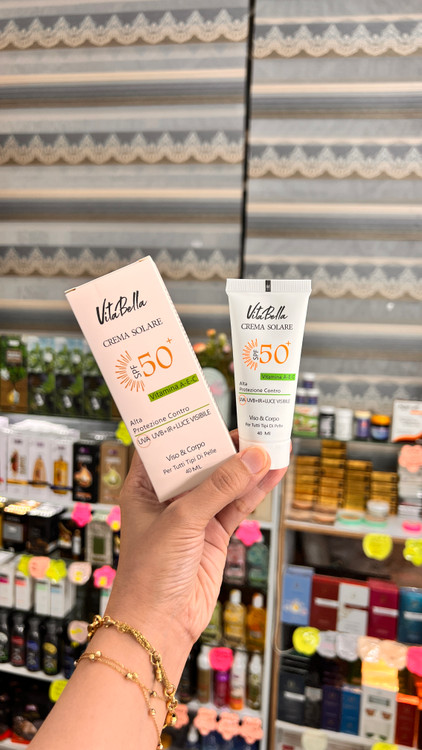 VitaBella
CREMA SOLARE
SPF 50+
Vitamina A-E-C
Alta
Protezione Contro
UVA UVB+IR+LUCE VISIBILE
Viso & Corpo
Per Tutti Tipi Di Pelle
40 ML
VitaBella
CREMA SOLARE
SPF 50+
Vitamina A-E-C
Alta
Protezione Contro
UVA UVB+IR+LUCE VISIBILE
Viso & Corpo
Per Tutti Tipi Di Pelle
40 ML